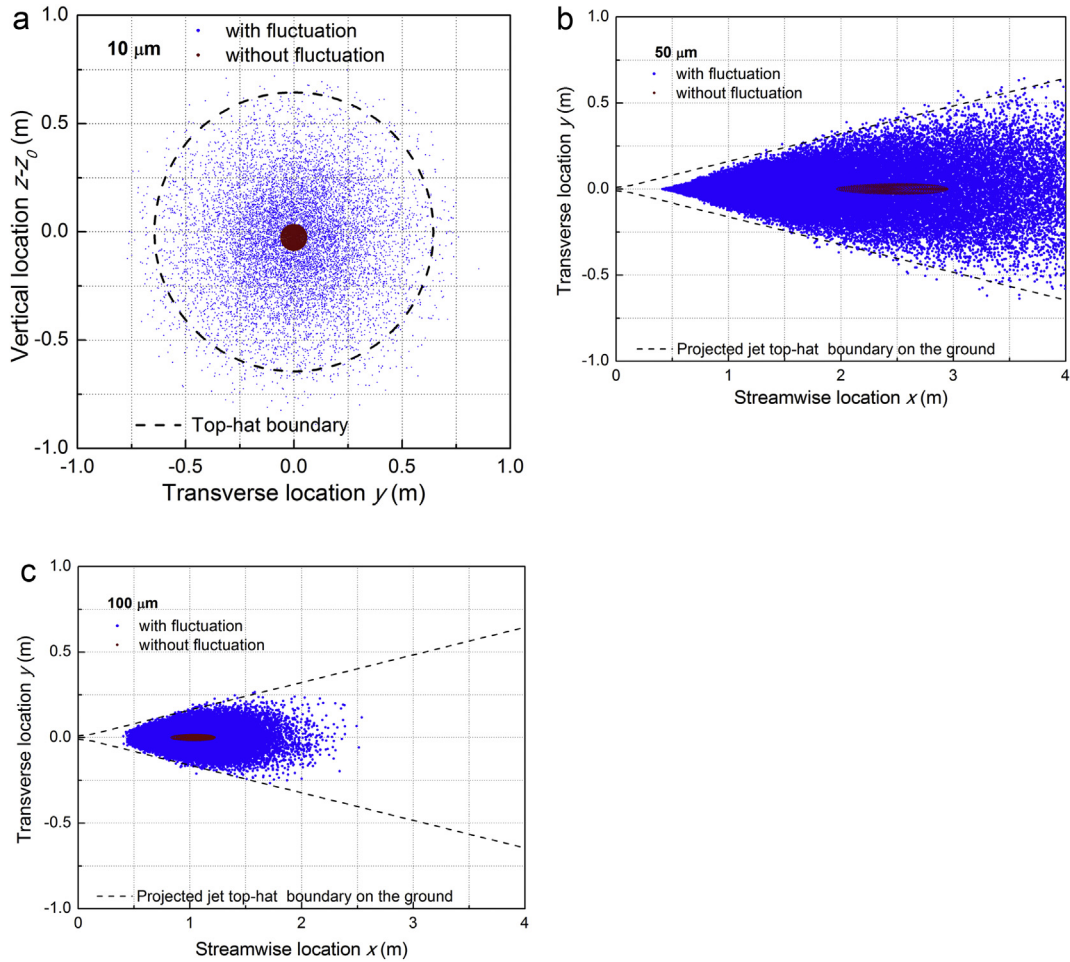 a
10 μm
with fluctuation
without fluctuation
1.0
0.5
0.0
-0.5
-1.0
Vertical location z-z0 (m)
Top-hat boundary
-1.0
-0.5
0.0
0.5
1.0
Transverse location y (m)
b
50 μm
with fluctuation
without fluctuation
1.0
0.5
0.0
-0.5
-1.0
Transverse location y (m)
Projected jet top-hat boundary on the ground
0
1
2
3
4
Streamwise location x (m)
c
100 μm
with fluctuation
without fluctuation
1.0
0.5
0.0
-0.5
-1.0
Transverse location y (m)
Projected jet top-hat boundary on the ground
0
1
2
3
4
Streamwise location x (m)